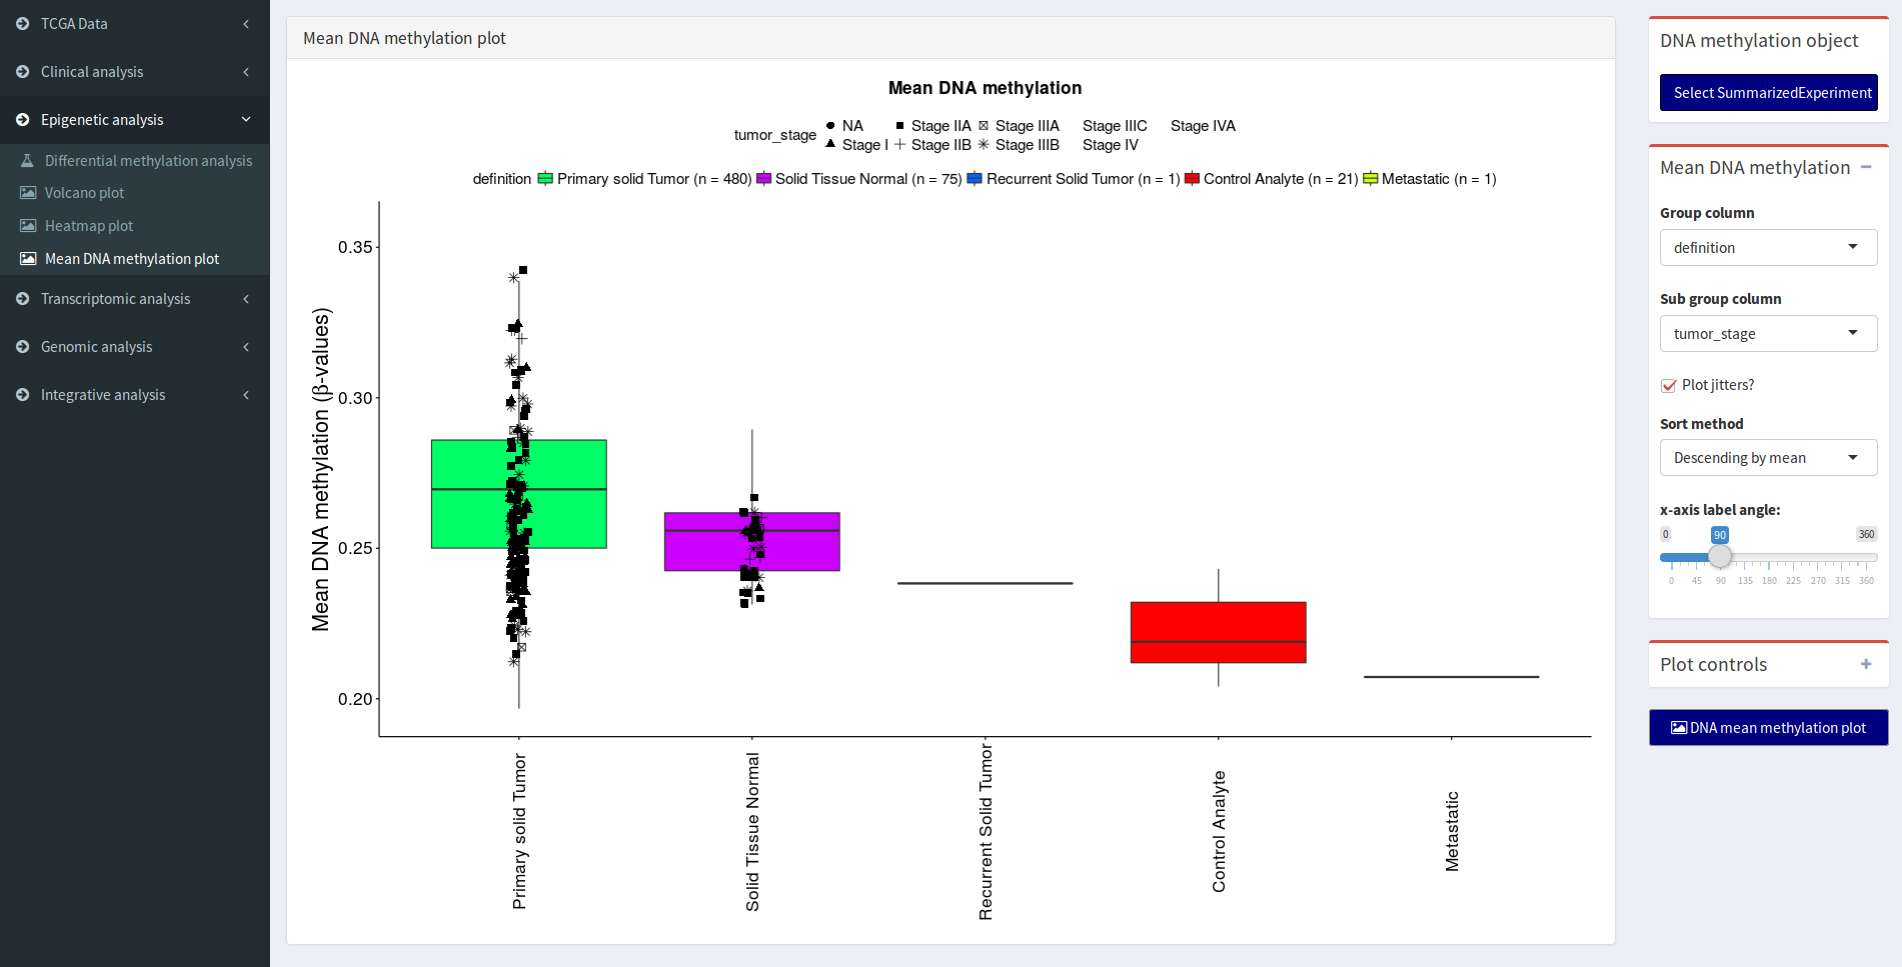 TCGA Data
Clinical analysis
Epigenetic analysis
Differential methylation analysis
Volcano plot
Heatmap plot
Mean DNA methylation plot
Transcriptomic analysis
Genomic analysis
Integrative analysis
Mean DNA methylation plot
Mean DNA methylation
tumor_stage
NA Stage IIA Stage IIIA Stage IIIC Stage IVA
Stage I Stage IIB Stage IIIB Stage IV
definition Primary solid Tumor (n = 480) Solid Tissue Normal (n = 75) Recurrent Solid Tumor (n = 1) Control Analyte (n = 21) Metastatic (n = 1)
Mean DNA methylation (β-values)
0.35
0.30
0.25
0.20
Primary solid Tumor
Solid Tissue Normal
Recurrent Solid Tumor
Control Analyte
Metastatic
DNA methylation object
Select SummarizedExperiment
Mean DNA methylation
Group column
definition
Sub group column
tumor_stage
Plot jitters?
Sort method
Descending by mean
x-axis label angle:
0 90 360
0 45 90 135 180 225 270 315 360
Plot controls
DNA mean methylation plot